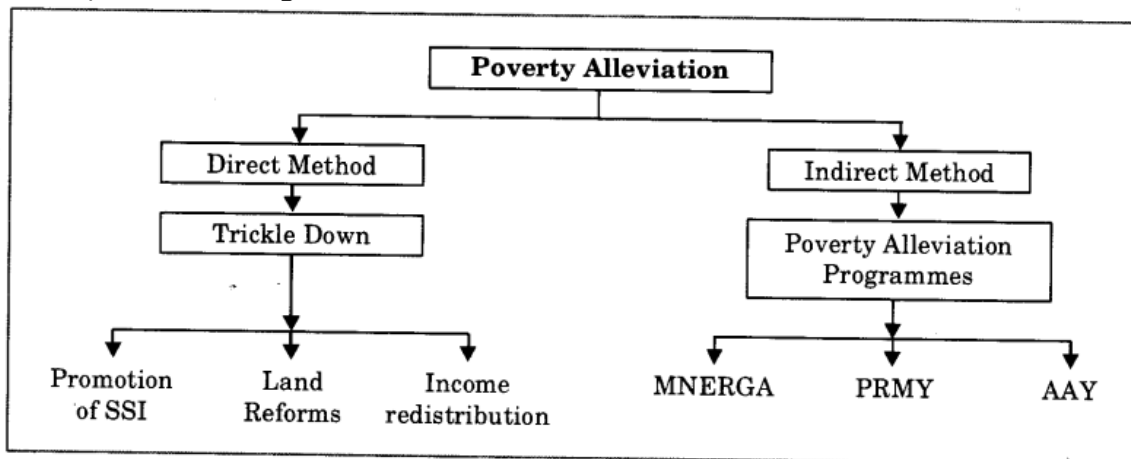 Poverty Alleviation
Direct Method
Indirect Method
Trickle Down
Poverty Alleviation
Programmes
Promotion
of SSI
Land
Reforms
Income
redistribution
MNERGA
PRMY
AAY